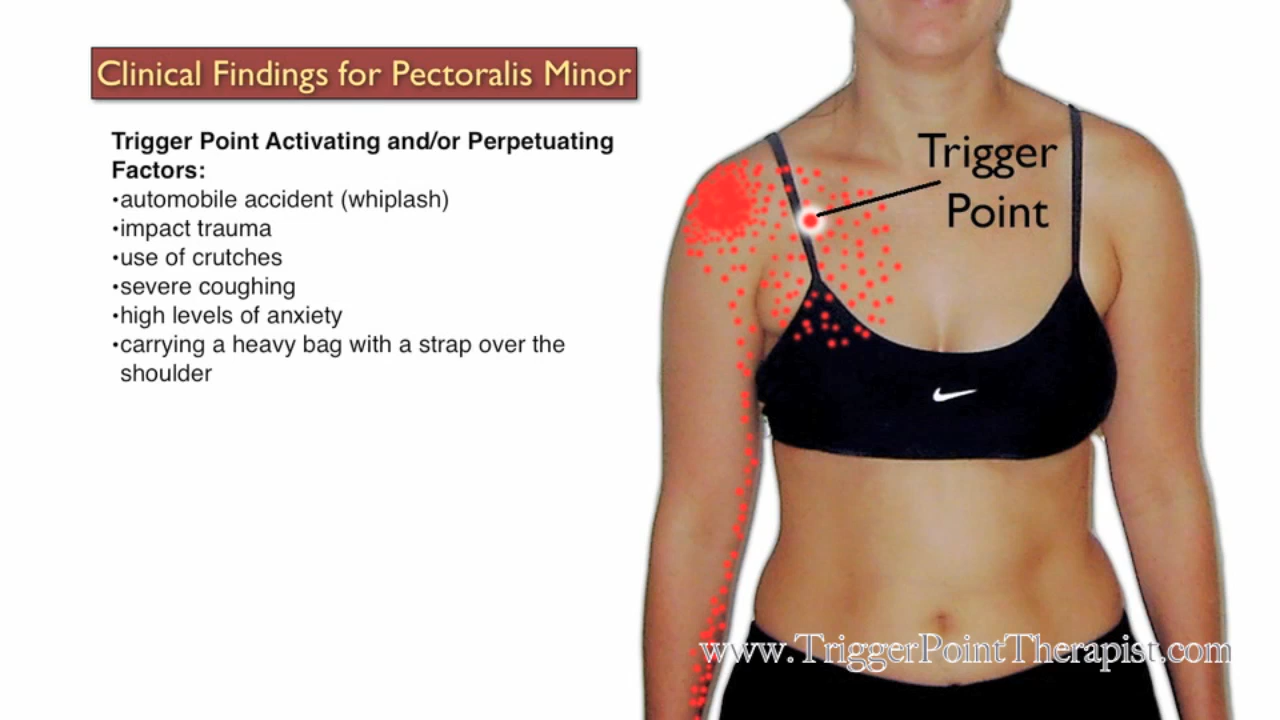 Clinical Findings for Pectoralis Minor
Trigger Point Activating and/or Perpetuating
Factors:
•automobile accident (whiplash)
•impact trauma
•use of crutches
•severe coughing
•high levels of anxiety
•carrying a heavy bag with a strap over the
shoulder
Trigger
Point
www.TriggerPointTherapist.com